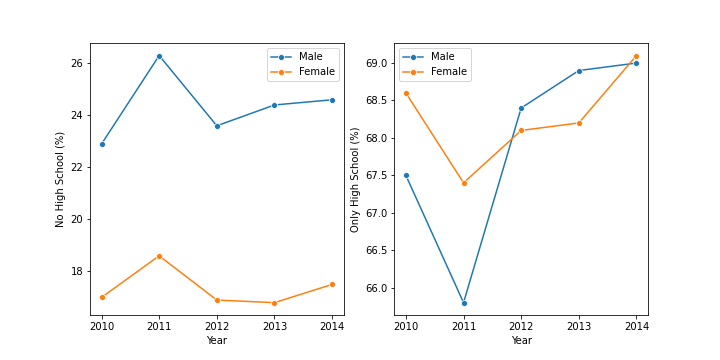 No High School (%)
26
24
22
20
18
Male
Female
2010 2011 2012 2013 2014
Year
Only High School (%)
69.0
68.5
68.0
67.5
67.0
66.5
66.0
Male
Female
2010 2011 2012 2013 2014
Year